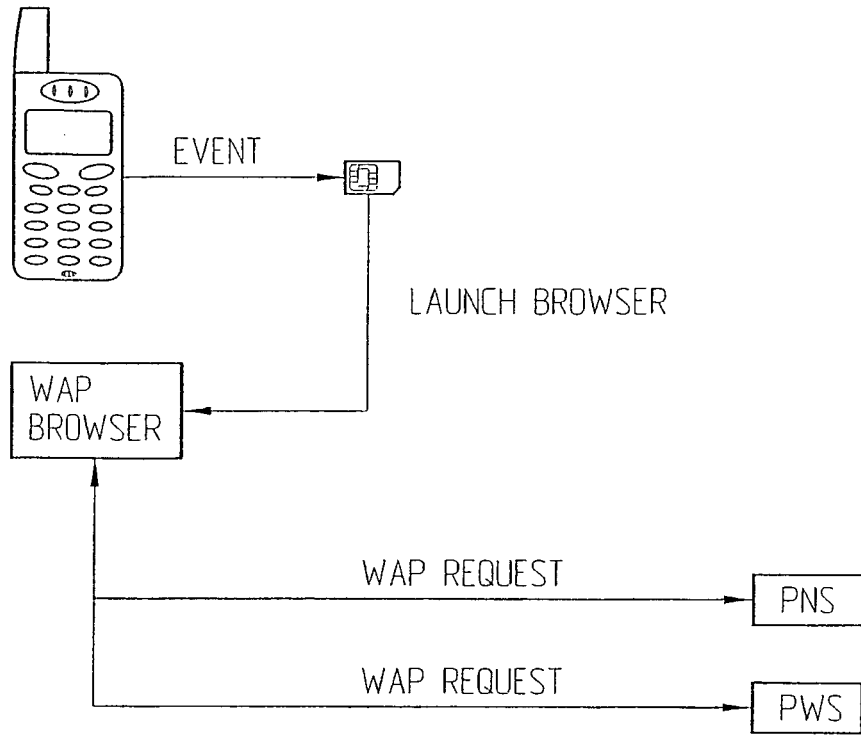 EVENT
LAUNCH BROWSER
WAP
BROWSER
WAP REQUEST
PNS
WAP REQUEST
PWS